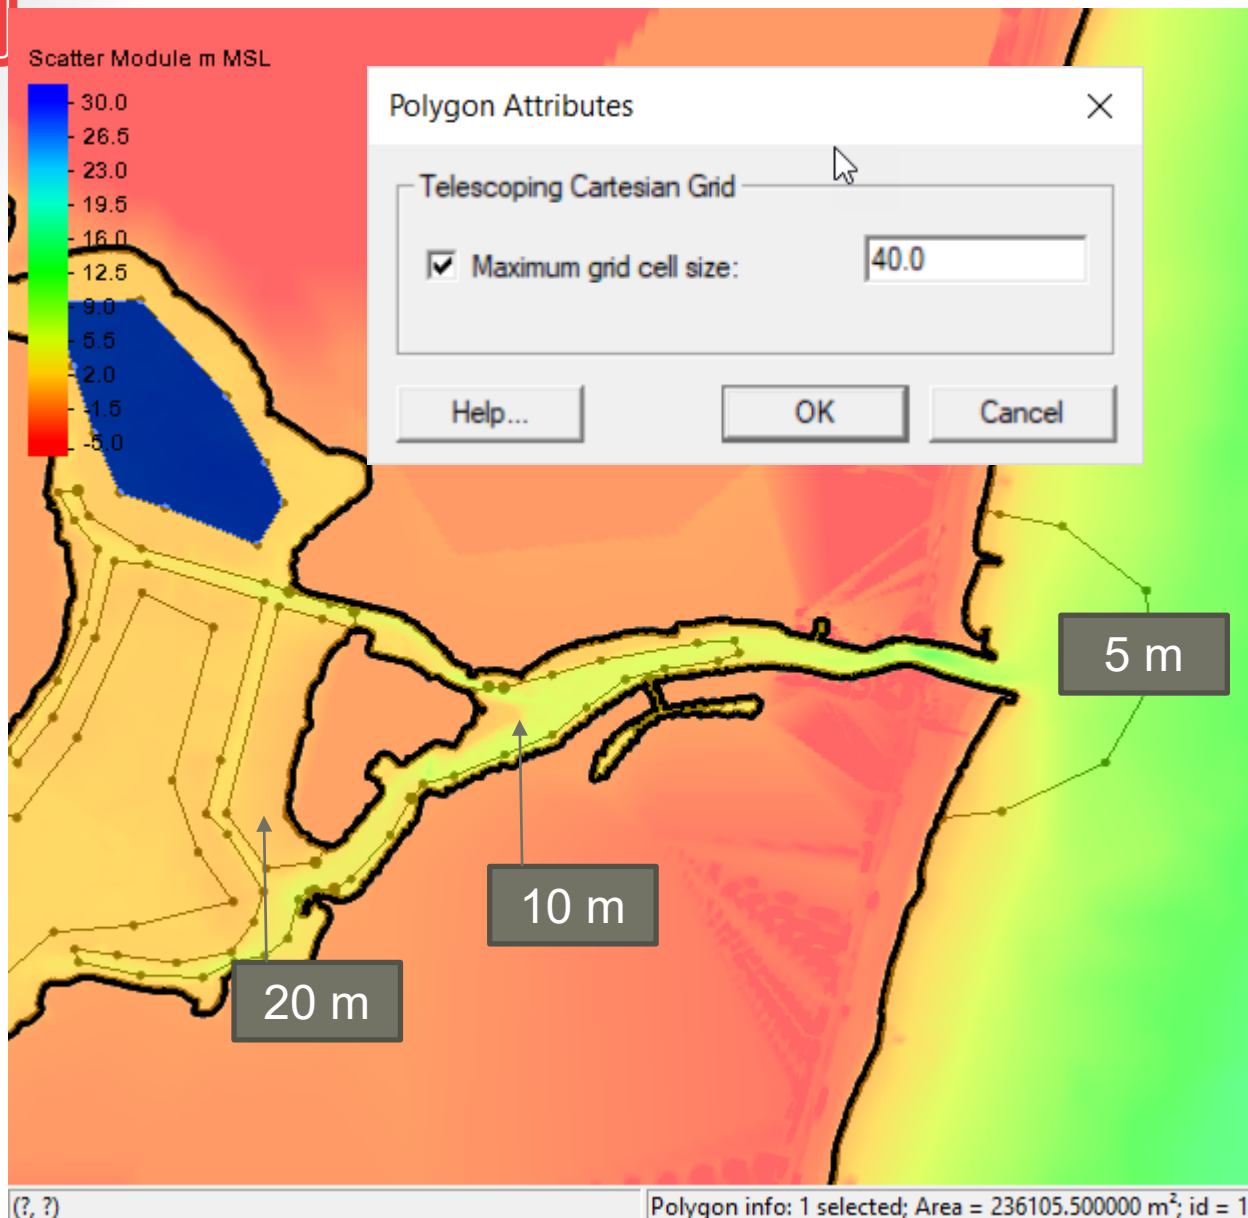 Scatter Module m MSL
30.0
26.5
23.0
19.5
16.0
12.5
9.0
5.5
2.0
-1.5
-5.0
Polygon Attributes
Telescoping Cartesian Grid
Maximum grid cell size:
40.0
Help...
OK
Cancel
5 m
10 m
20 m
(?, ?)
Polygon info: 1 selected; Area = 236105.500000 m²; id = 1